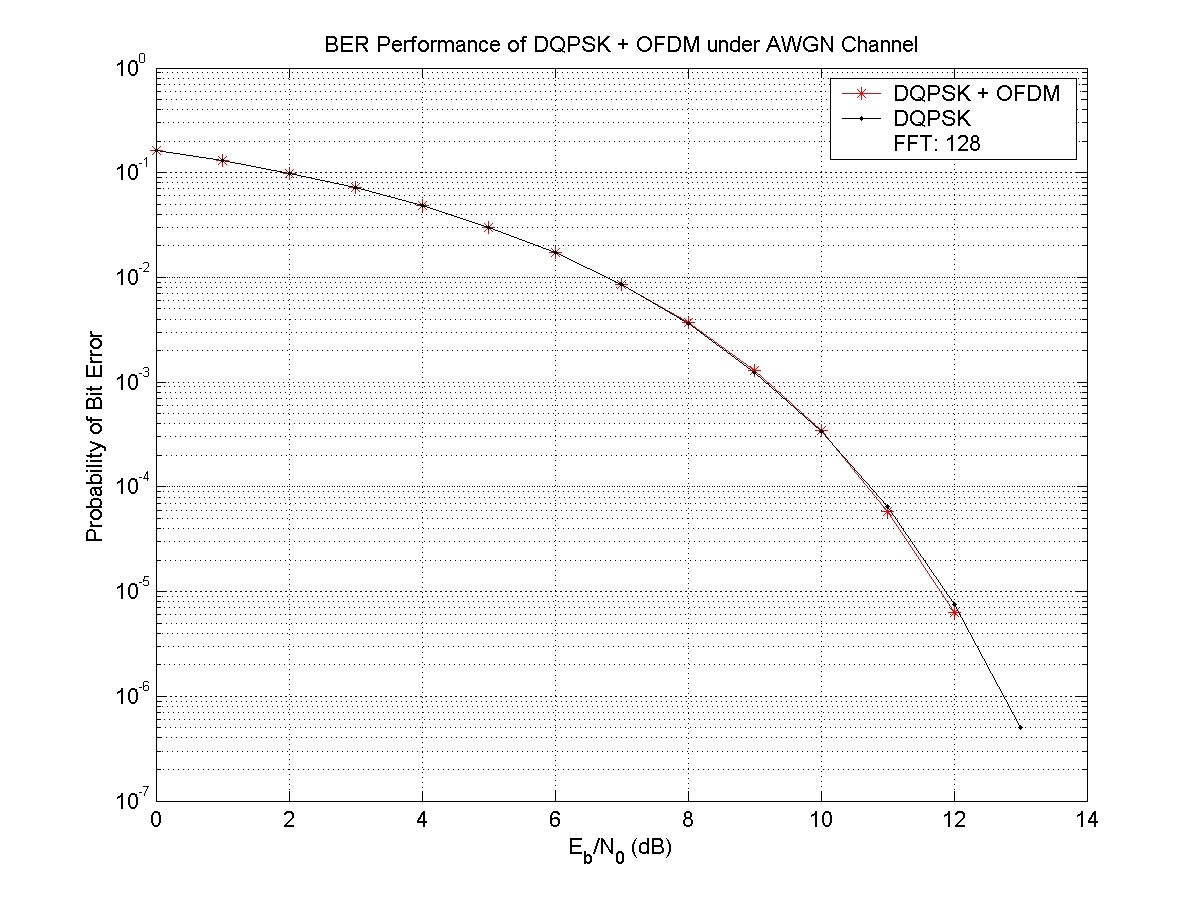 BER Performance of DQPSK + OFDM under AWGN Channel
10^0
10^-1
10^-2
10^-3
10^-4
10^-5
10^-6
10^-7
Probability of Bit Error
DQPSK + OFDM
DQPSK
FFT: 128
0 2 4 6 8 10 12 14
E_b/N_0 (dB)